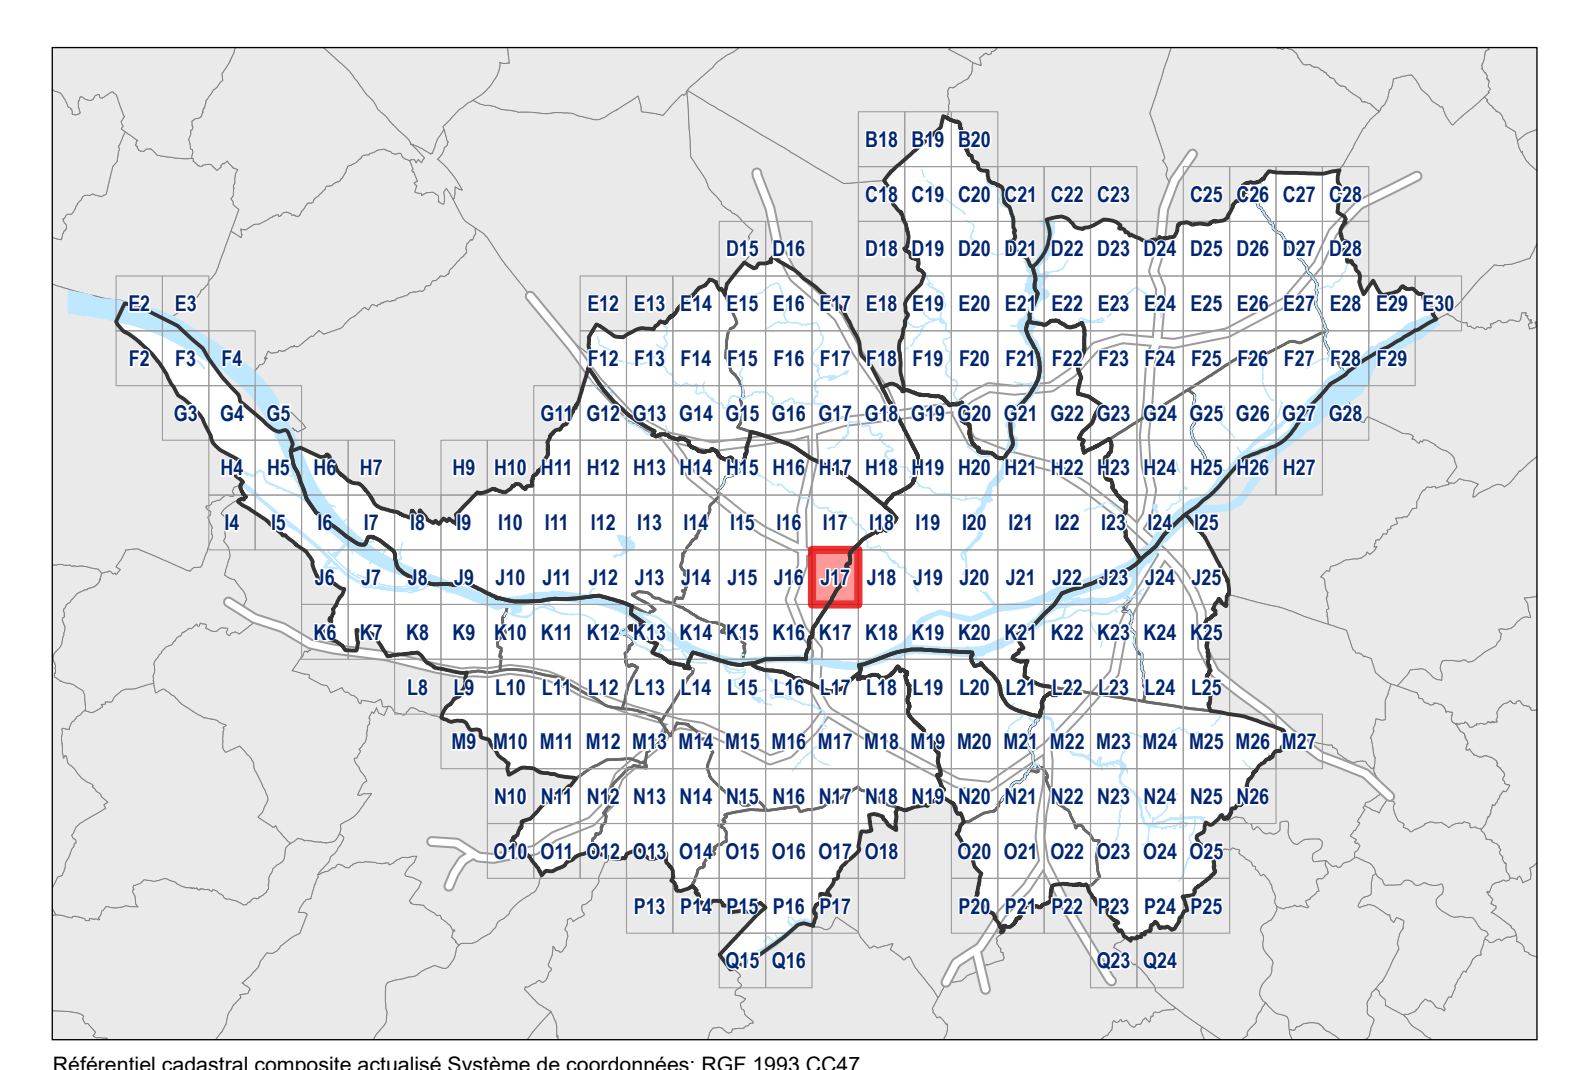 B18 B19 B20
C18 C19 C20 C21 C22 C23 C25 C26 C27 C28
D15 D16 D18 D19 D20 D21 D22 D23 D24 D25 D26 D27 D28
E2 E3 E12 E13 E14 E15 E16 E17 E18 E19 E20 E21 E22 E23 E24 E25 E26 E27 E28 E29 E30
F2 F3 F4 F12 F13 F14 F15 F16 F17 F18 F19 F20 F21 F22 F23 F24 F25 F26 F27 F28 F29
G3 G4 G5 G11 G12 G13 G14 G15 G16 G17 G18 G19 G20 G21 G22 G23 G24 G25 G26 G27 G28
H4 H5 H6 H7 H9 H10 H11 H12 H13 H14 H15 H16 H17 H18 H19 H20 H21 H22 H23 H24 H25 H26 H27
I4 I5 I6 I7 I8 I9 I10 I11 I12 I13 I14 I15 I16 I17 I18 I19 I20 I21 I22 I23 I24 I25
J6 J7 J8 J9 J10 J11 J12 J13 J14 J15 J16 J17 J18 J19 J20 J21 J22 J23 J24 J25
K6 K7 K8 K9 K10 K11 K12 K13 K14 K15 K16 K17 K18 K19 K20 K21 K22 K23 K24 K25
L8 L9 L10 L11 L12 L13 L14 L15 L16 L17 L18 L19 L20 L21 L22 L23 L24 L25
M9 M10 M11 M12 M13 M14 M15 M16 M17 M18 M19 M20 M21 M22 M23 M24 M25 M26 M27
N10 N11 N12 N13 N14 N15 N16 N17 N18 N19 N20 N21 N22 N23 N24 N25 N26
O10 O11 O12 O13 O14 O15 O16 O17 O18 O20 O21 O22 O23 O24 O25
P13 P14 P15 P16 P17 P20 P21 P22 P23 P24 P25
Q15 Q16 Q23 Q24
Référentiel cadastral composite actualisé Système de coordonnées: RGF 1993 CC47